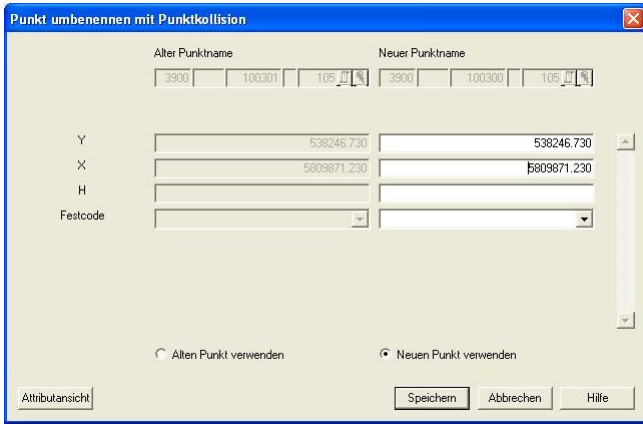 Punkt umbenennen mit Punktkollision
Alter Punktname Neuer Punktname
3900 100301 105 3900 100300 105
Y 538246.730 538246.730
X 5809871.230 5809871.230
H
Festcode
Alten Punkt verwenden Neuen Punkt verwenden
Attributansicht Speichern Abbrechen Hilfe